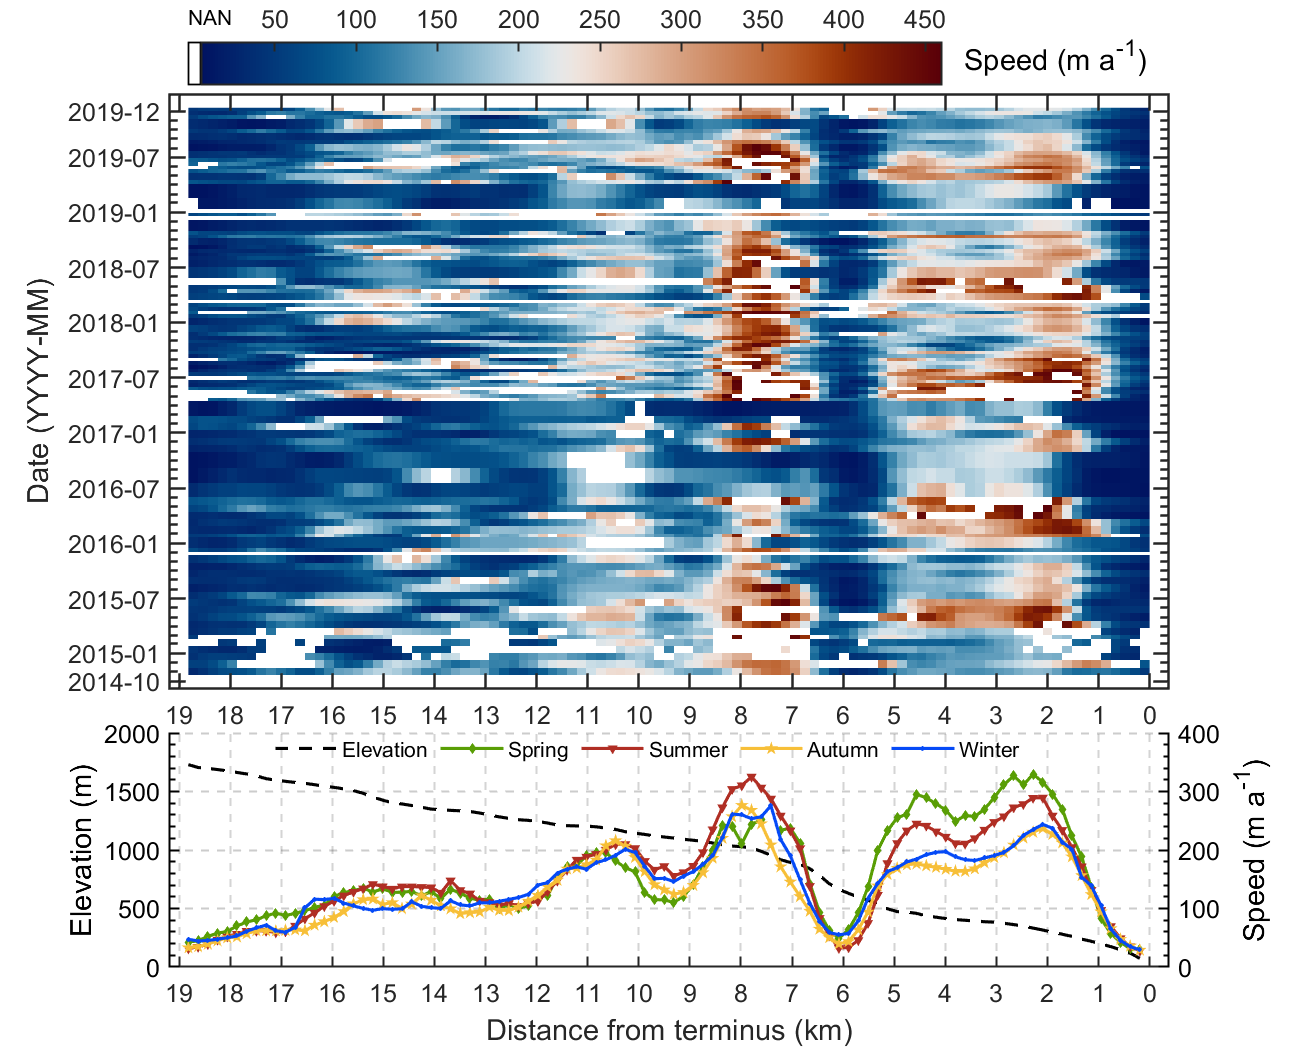 NAN 50 100 150 200 250 300 350 400 450
Speed (m a-1)
2019-12
2019-07
2019-01
2018-07
2018-01
2017-07
2017-01
2016-07
2016-01
2015-07
2015-01
2014-10
Date (YYYY-MM)
19 18 17 16 15 14 13 12 11 10 9 8 7 6 5 4 3 2 1 0
Elevation Spring Summer Autumn Winter
2000
1500
1000
500
0
Elevation (m)
400
300
200
100
0
Speed (m a-1)
19 18 17 16 15 14 13 12 11 10 9 8 7 6 5 4 3 2 1 0
Distance from terminus (km)